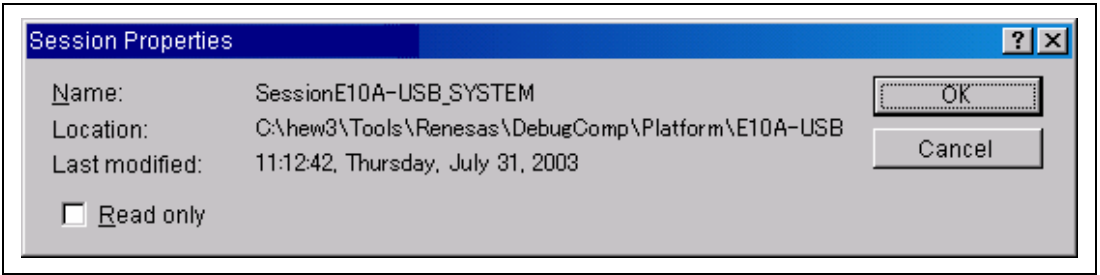 Session Properties
Name: SessionE10A-USB_SYSTEM OK
Location: C:\hew3\Tools\Renesas\DebugComp\Platform\E10A-USB
Last modified: 11:12:42, Thursday, July 31, 2003 Cancel
Read only